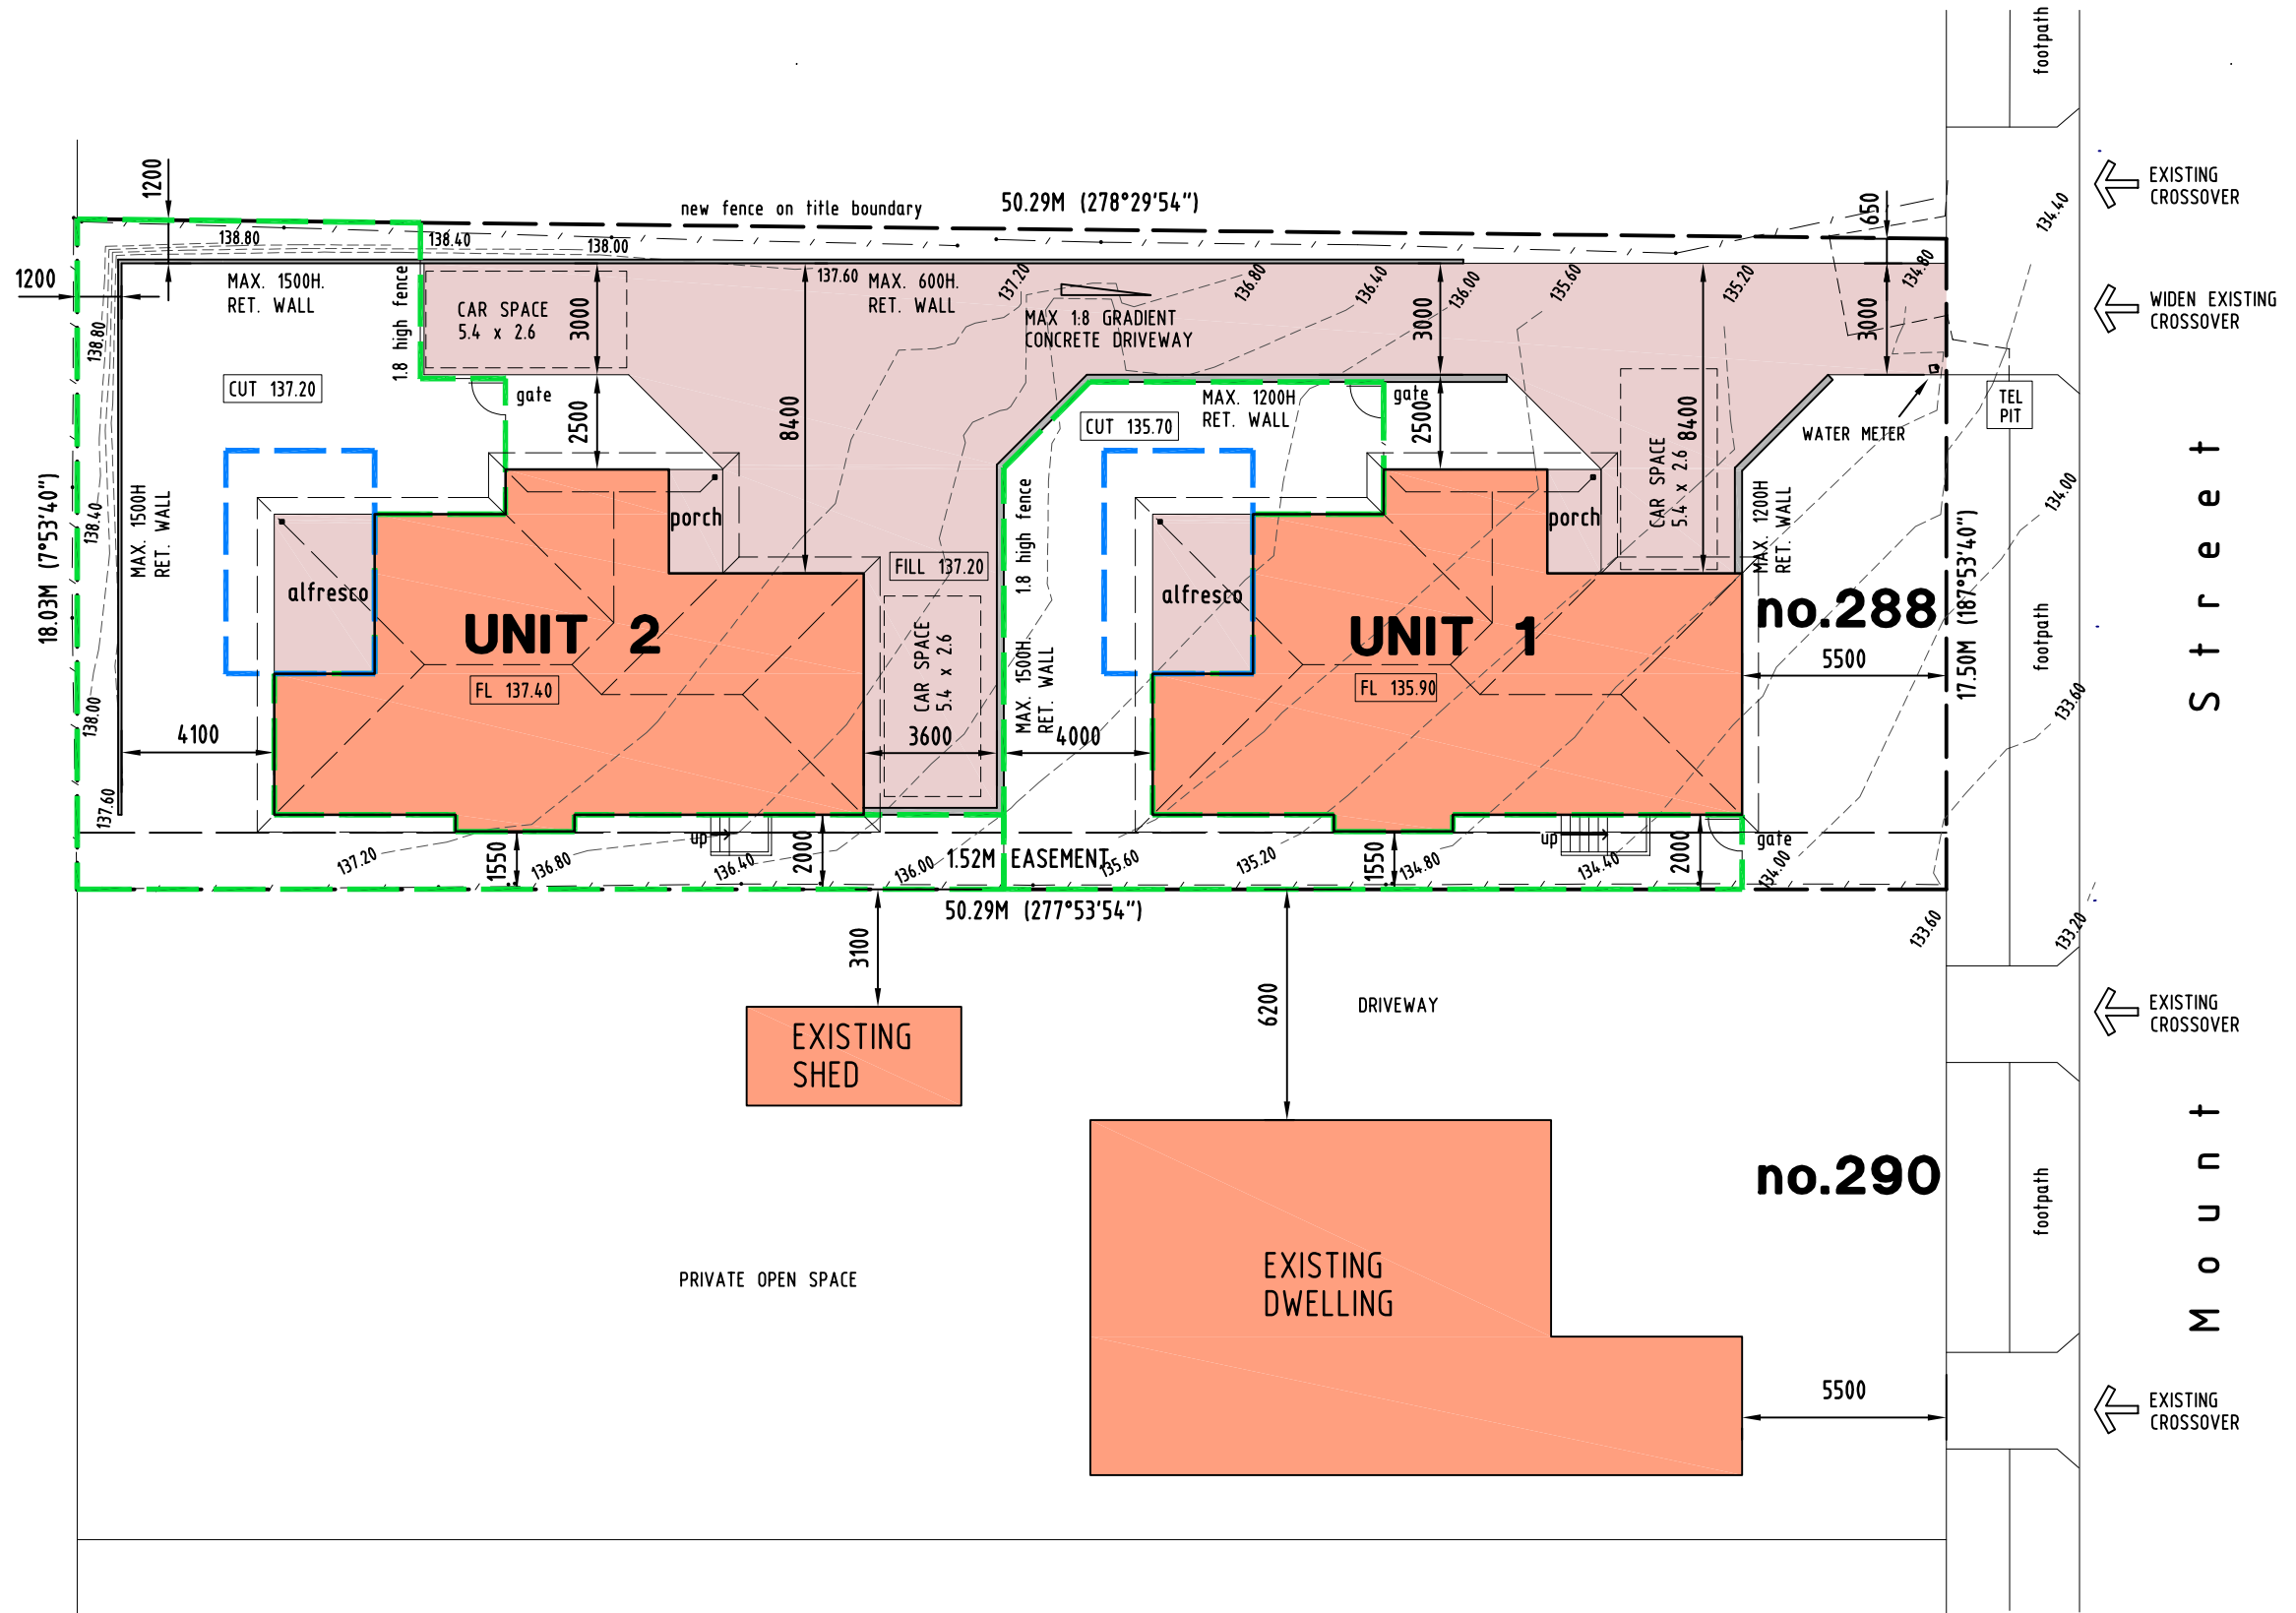 footpath
EXISTING
CROSSOVER
134.40
1200
new fence on title boundary
50.29M (278°29'54")
650
138.80
138.40
138.00
137.60
137.20
136.80
136.40
136.00
135.60
135.20
134.80
1200
MAX. 1500H.
RET. WALL
1.8 high fence
CAR SPACE
5.4 x 2.6
3000
MAX. 600H.
RET. WALL
MAX 1:8 GRADIENT
CONCRETE DRIVEWAY
3000
3000
WIDEN EXISTING
CROSSOVER
138.80
CUT 137.20
gate
2500
8400
CUT 135.70
MAX. 1200H
RET. WALL
gate
2500
CAR SPACE
5.4 x 2.6
8400
WATER METER
TEL
PIT
18.03M (7°53'40")
138.40
MAX. 1500H
RET. WALL
porch
1.8 high fence
porch
MAX. 1200H
RET. WALL
134.00
FILL 137.20
alfresco
alfresco
UNIT 2
UNIT 1
no.288
17.50M (187°53'40")
footpath
Mount Street
CAR SPACE
5.4 x 2.6
MAX. 1500H.
RET. WALL
5500
FL 137.40
FL 135.90
138.00
133.60
4100
3600
4000
137.60
137.20
1550
136.80
up
136.40
2000
136.00
1.52M EASEMENT
135.60
135.20
1550
134.80
up
134.40
2000
gate
134.00
50.29M (277°53'54")
133.60
133.20
3100
6200
DRIVEWAY
EXISTING
CROSSOVER
EXISTING
SHED
no.290
footpath
PRIVATE OPEN SPACE
EXISTING
DWELLING
5500
EXISTING
CROSSOVER